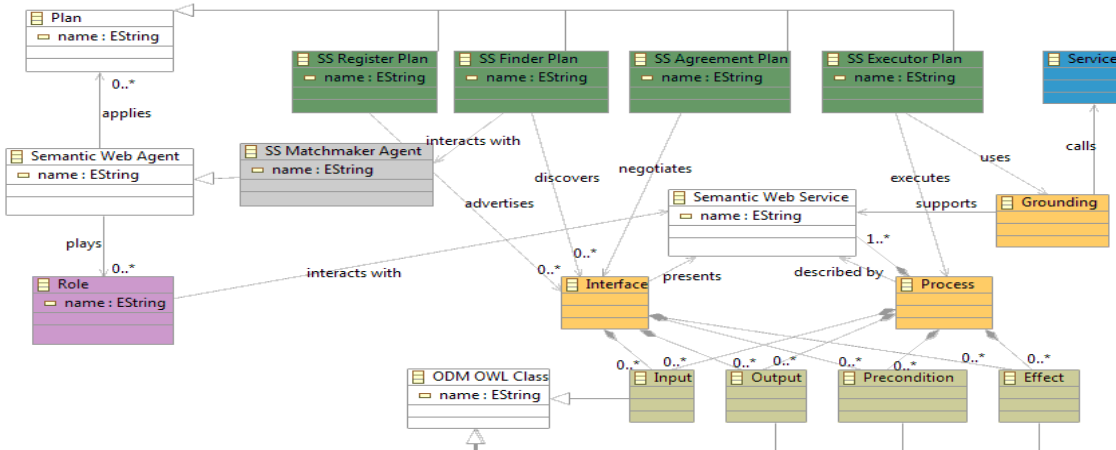 Plan
name : EString
SS Register Plan
name : EString
SS Finder Plan
name : EString
SS Agreement Plan
name : EString
SS Executor Plan
name : EString
Service
0..*
applies
interacts with
Semantic Web Agent
name : EString
SS Matchmaker Agent
name : EString
discovers
negotiates
executes
uses
calls
advertises
Semantic Web Service
name : EString
supports
Grounding
plays
0..*
interacts with
0..*
0..*
presents
described by
1..*
Role
name : EString
Interface
Process
0..*
0..*
0..*
0..*
0..*
0..*
0..*
0..*
ODM OWL Class
name : EString
Input
Output
Precondition
Effect